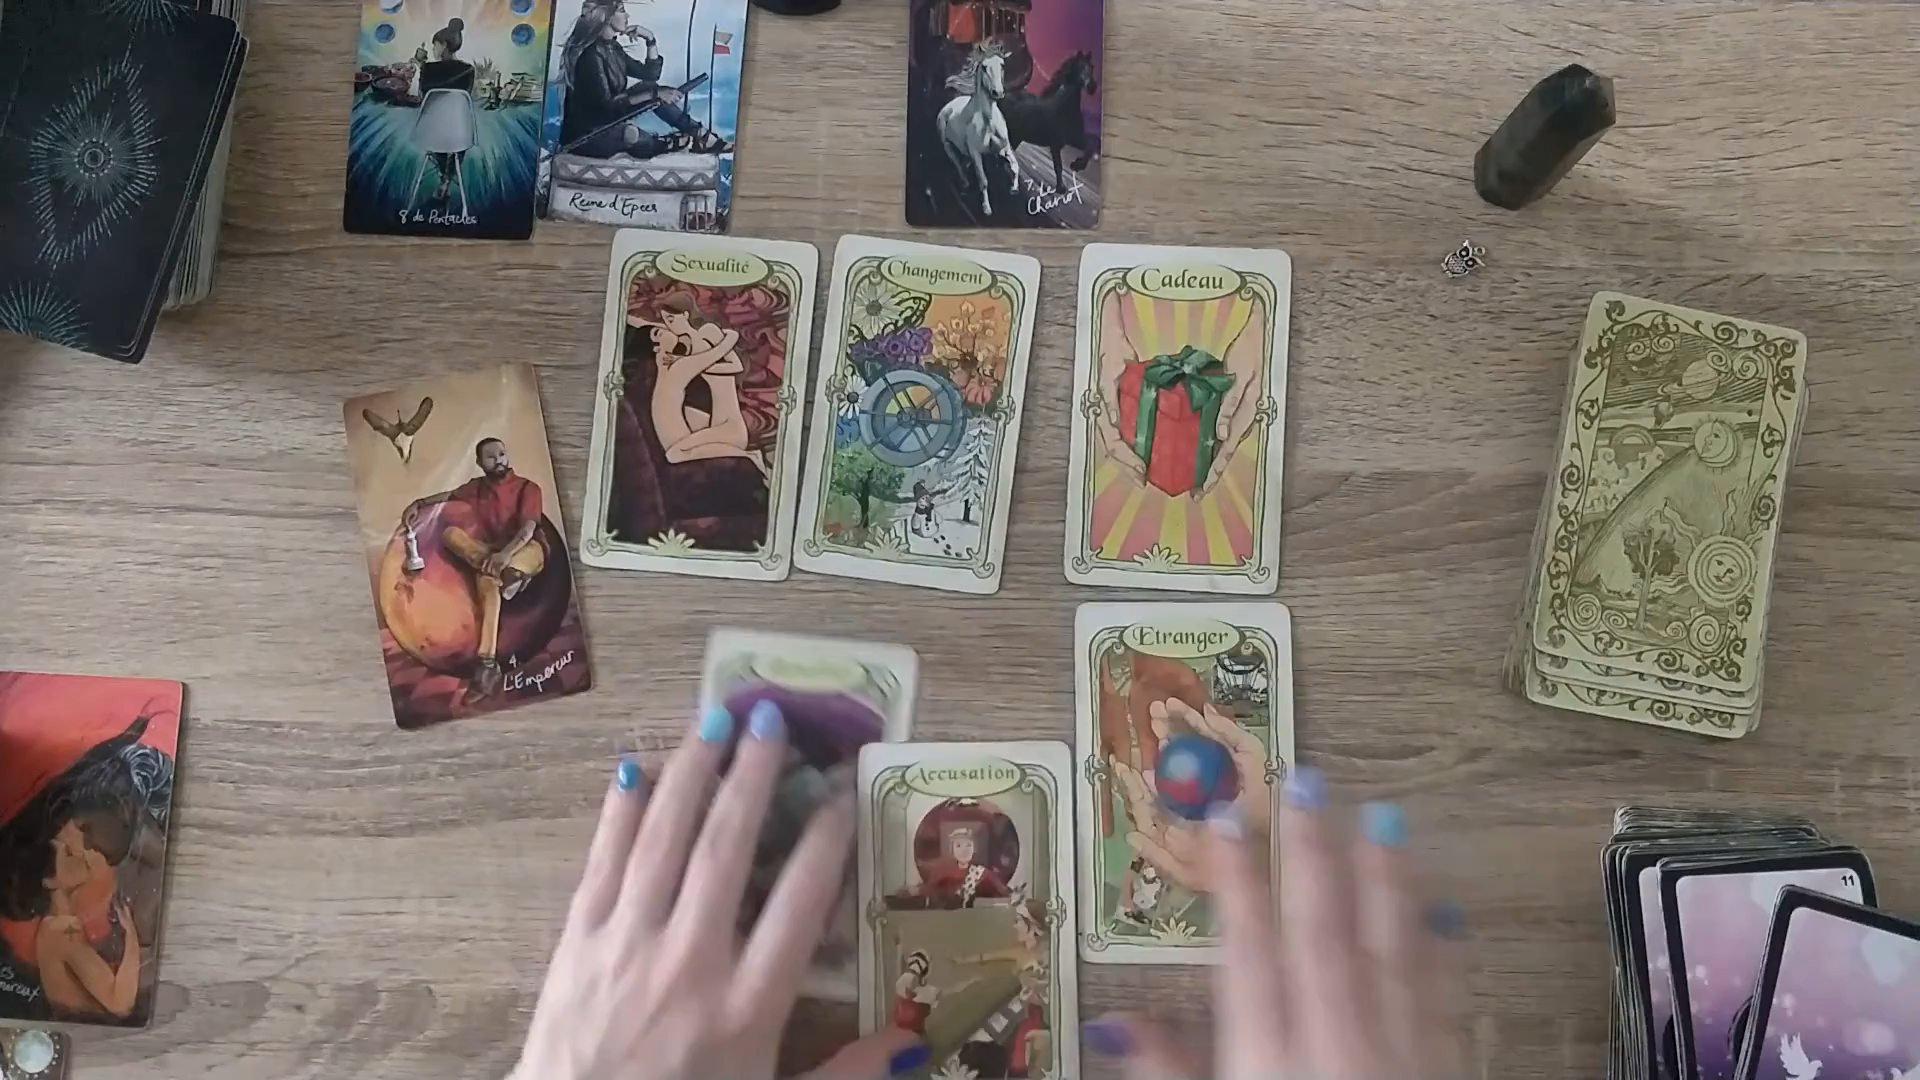 8 de Pentacles
Reine d'Epees
7. Le
Chariot
Sexualité
Changement
Cadeau
4
L'Empereur
Etranger
Accusation
11